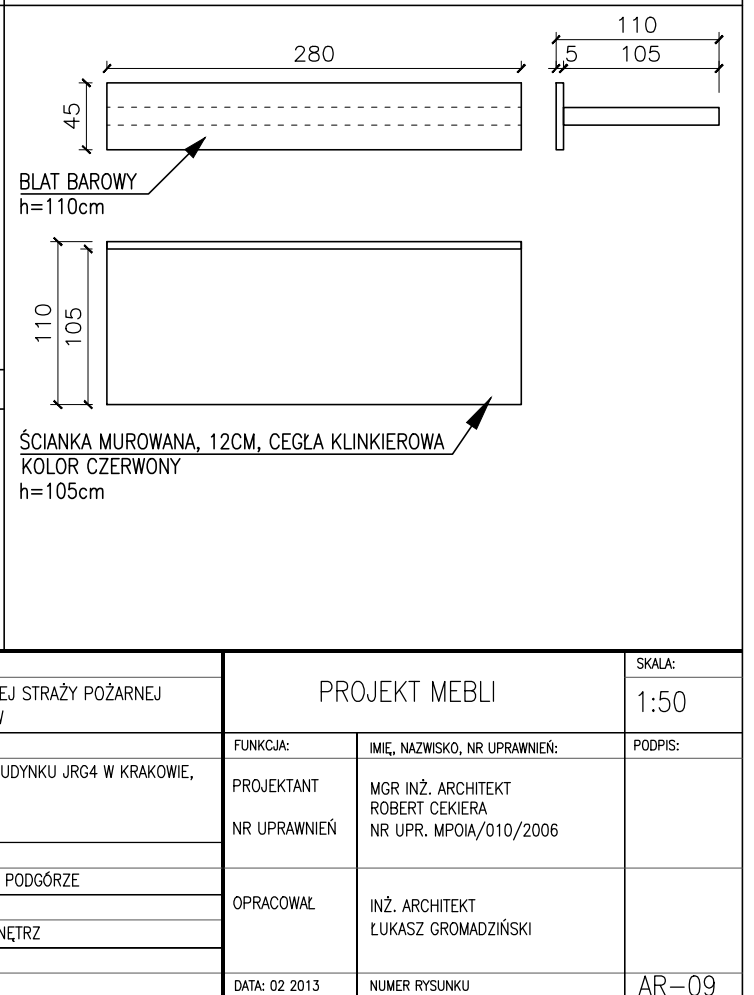 280
110
5
105
45
BLAT BAROWY
h=110cm
110
105
ŚCIANKA MUROWANA, 12CM, CEGŁA KLINKIEROWA
KOLOR CZERWONY
h=105cm
EJ STRAŻY POŻARNEJ
W
UDYNKU JRG4 W KRAKOWIE,
PODGÓRZE
NĘTRZ
PROJEKT MEBLI
SKALA:
1:50
FUNKCJA:
IMIĘ, NAZWISKO, NR UPRAWNIEŃ:
PODPIS:
PROJEKTANT
MGR INŻ. ARCHITEKT
ROBERT CEKIERA
NR UPRAWNIEŃ
NR UPR. MPOIA/010/2006
OPRACOWAŁ
INŻ. ARCHITEKT
ŁUKASZ GROMADZIŃSKI
DATA: 02 2013
NUMER RYSUNKU
AR-09